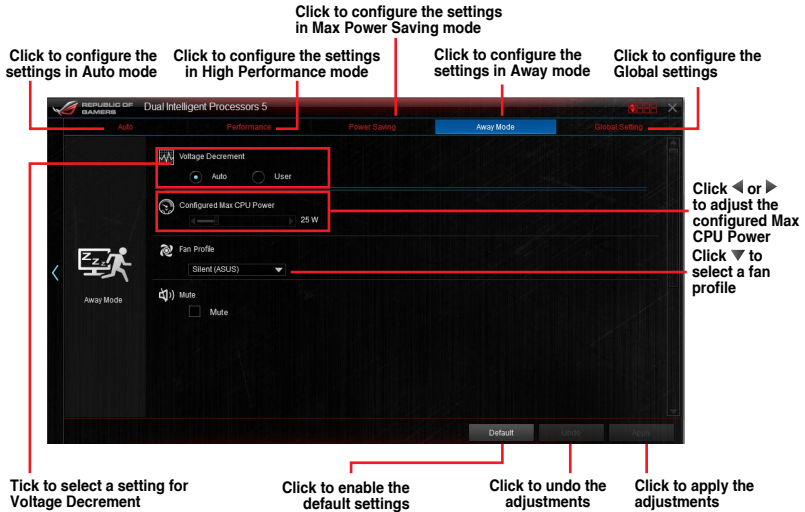 Click to configure the settings
in Max Power Saving mode
Click to configure the
settings in Auto mode
Click to configure the settings
in High Performance mode
Click to configure the
settings in Away mode
Click to configure the
Global settings
REPUBLIC OF
GAMERS
Dual Intelligent Processors 5
Auto
Performance
Power Saving
Away Mode
Global Setting
Voltage Decrement
Auto
User
Configured Max CPU Power
25 W
Fan Profile
Silent (ASUS)
Mute
Mute
Zzz
Away Mode
Click ◀ or ▶
to adjust the
configured Max
CPU Power
Click ▼ to
select a fan
profile
Default
Undo
Apply
Tick to select a setting for
Voltage Decrement
Click to enable the
default settings
Click to undo the
adjustments
Click to apply the
adjustments